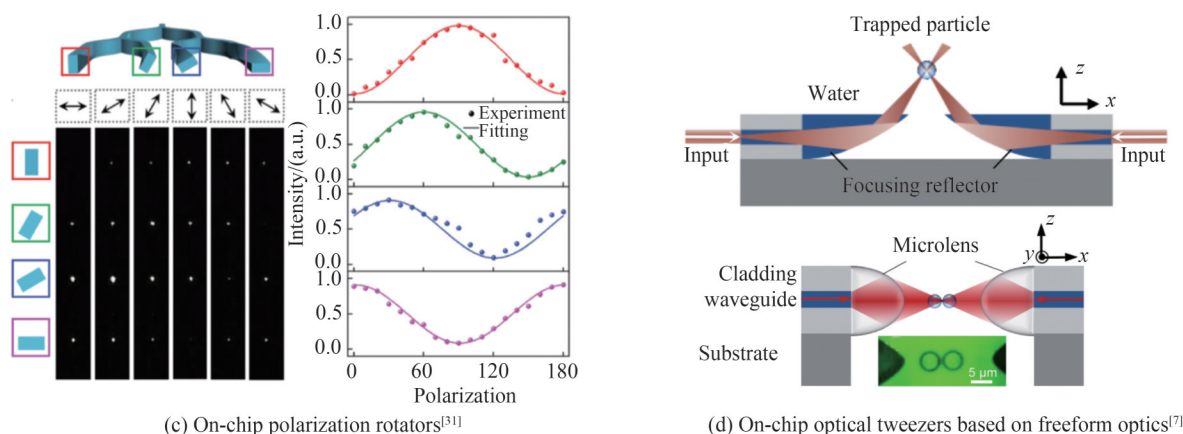 1.0
0.5
0.0
1.0
0.5
0.0
1.0
0.5
0.0
1.0
0.5
0.0
Intensity/(a.u.)
Experiment
Fitting
0
60
120
180
Polarization
(c) On-chip polarization rotators[31]
Trapped particle
Water
z
x
Input
Input
Focusing reflector
Microlens
z
y
x
Cladding
waveguide
Substrate
5 μm
(d) On-chip optical tweezers based on freeform optics[7]